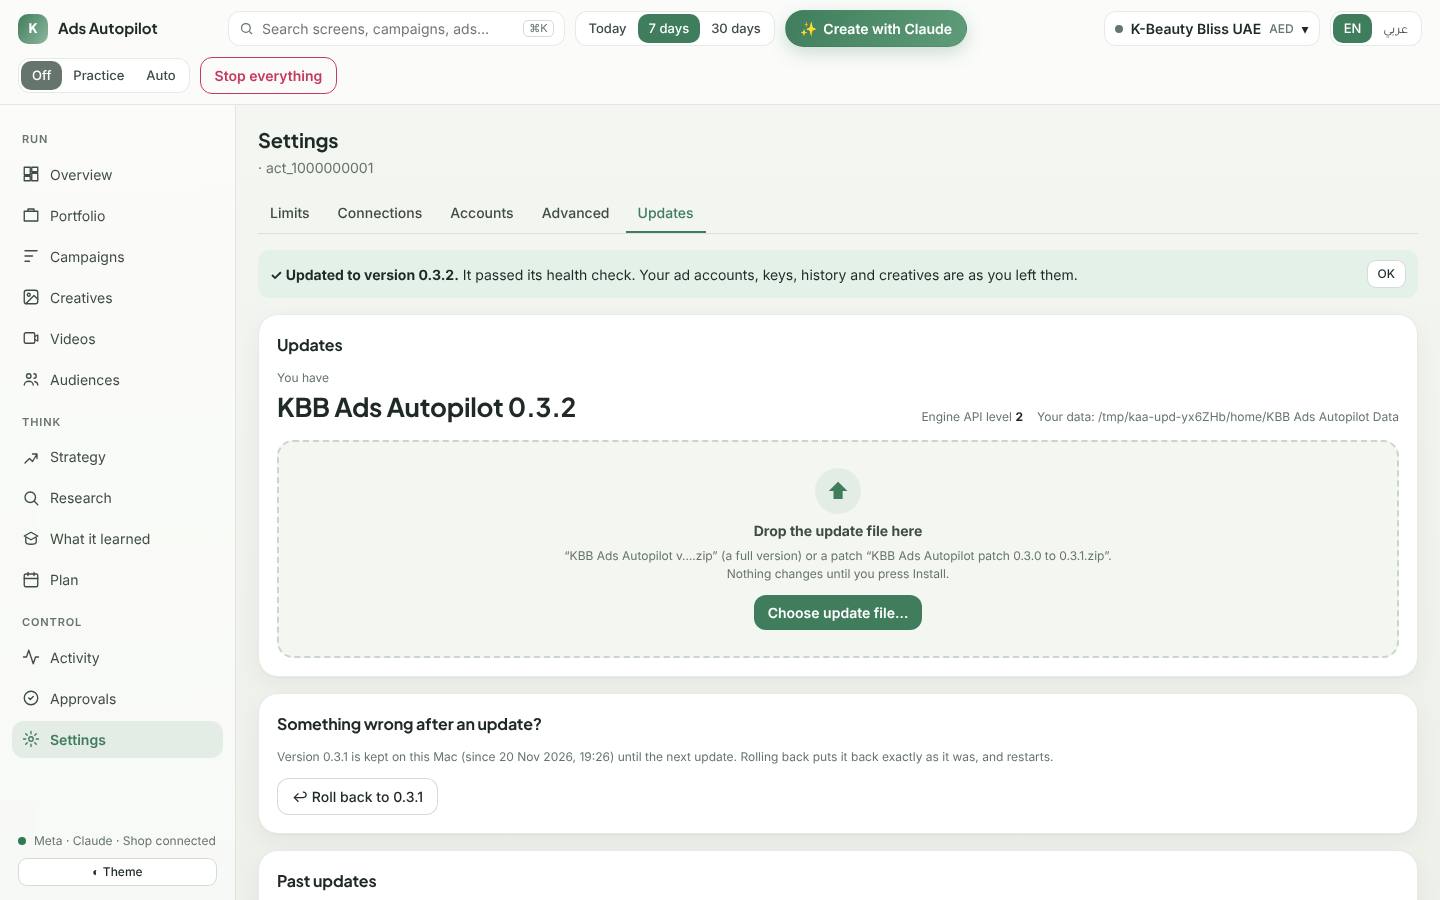 K
Ads Autopilot
Search screens, campaigns, ads...
⌘K
Today
7 days
30 days
✨ Create with Claude
K-Beauty Bliss UAE AED ▾
EN
عربي
Off
Practice
Auto
Stop everything
RUN
Overview
Portfolio
Campaigns
Creatives
Videos
Audiences
THINK
Strategy
Research
What it learned
Plan
CONTROL
Activity
Approvals
Settings
Meta · Claude · Shop connected
Theme
Settings
· act_1000000001
Limits
Connections
Accounts
Advanced
Updates
✓ Updated to version 0.3.2. It passed its health check. Your ad accounts, keys, history and creatives are as you left them.
OK
Updates
You have
KBB Ads Autopilot 0.3.2
Engine API level 2
Your data: /tmp/kaa-upd-yx6ZHb/home/KBB Ads Autopilot Data
Drop the update file here
“KBB Ads Autopilot v….zip” (a full version) or a patch “KBB Ads Autopilot patch 0.3.0 to 0.3.1.zip”.
Nothing changes until you press Install.
Choose update file...
Something wrong after an update?
Version 0.3.1 is kept on this Mac (since 20 Nov 2026, 19:26) until the next update. Rolling back puts it back exactly as it was, and restarts.
↩ Roll back to 0.3.1
Past updates